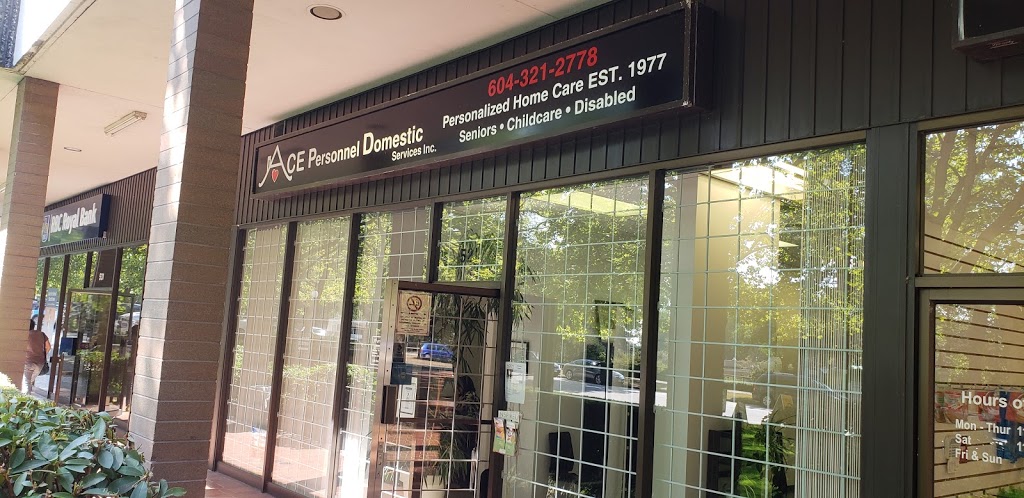 604-321-2778
Personalized Home Care EST. 1977
Seniors • Childcare • Disabled
ACE Personnel Domestic
Services Inc.
Royal Bank
Hours
Mon - Thur
Sat
Fri & Sun